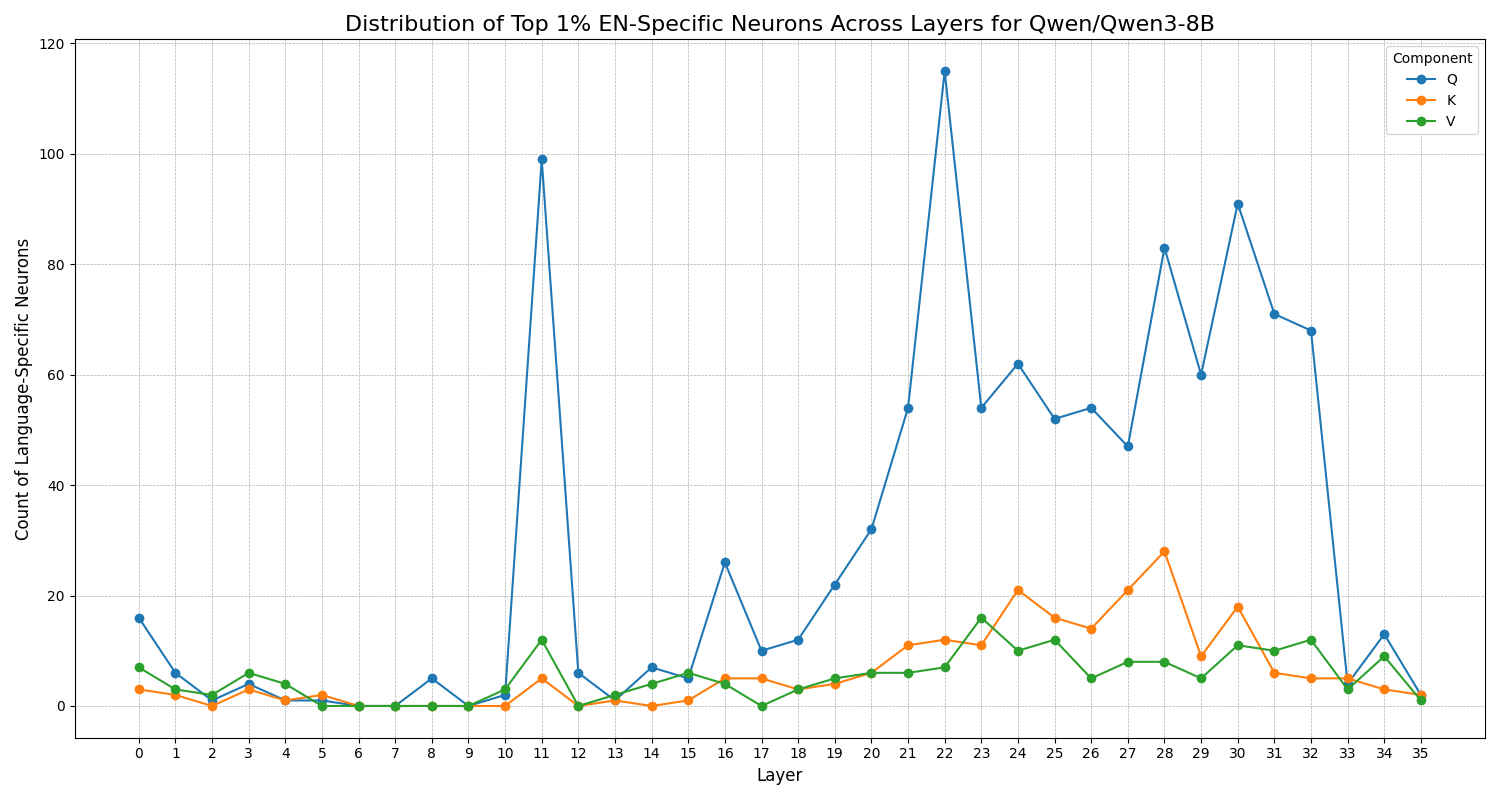 Distribution of Top 1% EN-Specific Neurons Across Layers for Qwen/Qwen3-8B
Component
Q
K
V
120
100
80
60
40
20
0
Count of Language-Specific Neurons
0 1 2 3 4 5 6 7 8 9 10 11 12 13 14 15 16 17 18 19 20 21 22 23 24 25 26 27 28 29 30 31 32 33 34 35
Layer